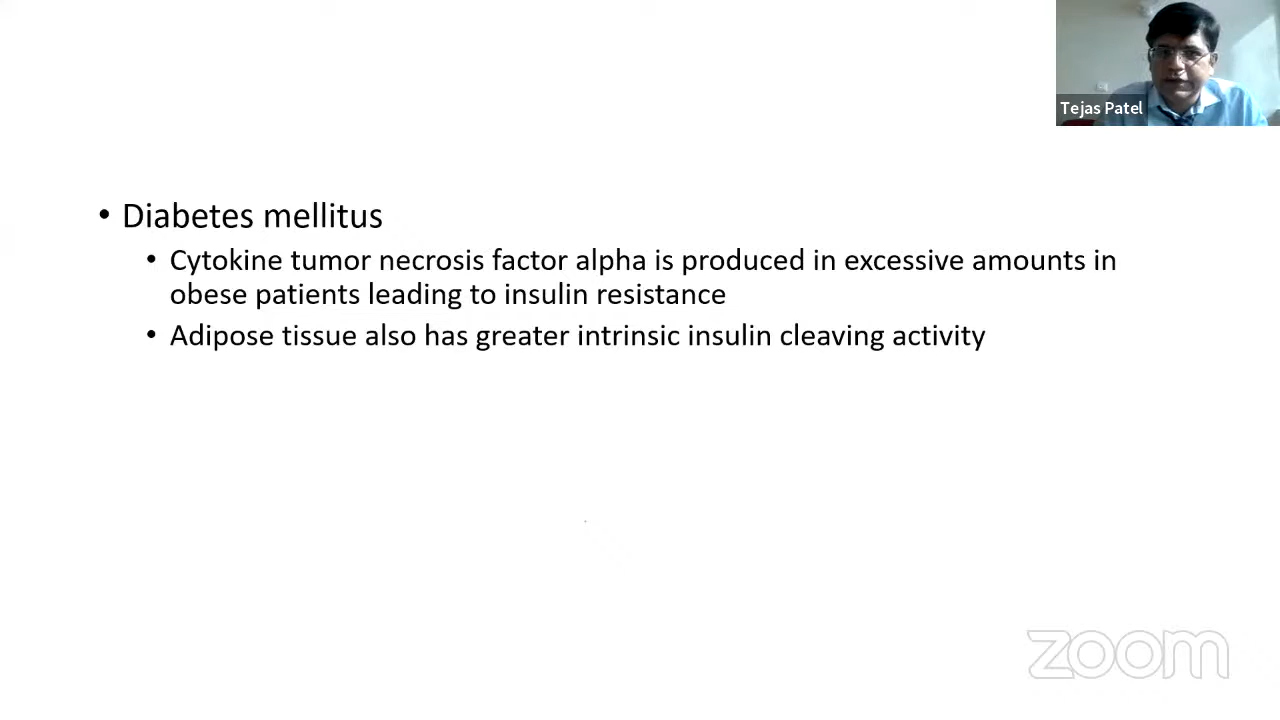 Tejas Patel
• Diabetes mellitus
• Cytokine tumor necrosis factor alpha is produced in excessive amounts in
obese patients leading to insulin resistance
• Adipose tissue also has greater intrinsic insulin cleaving activity
zoom